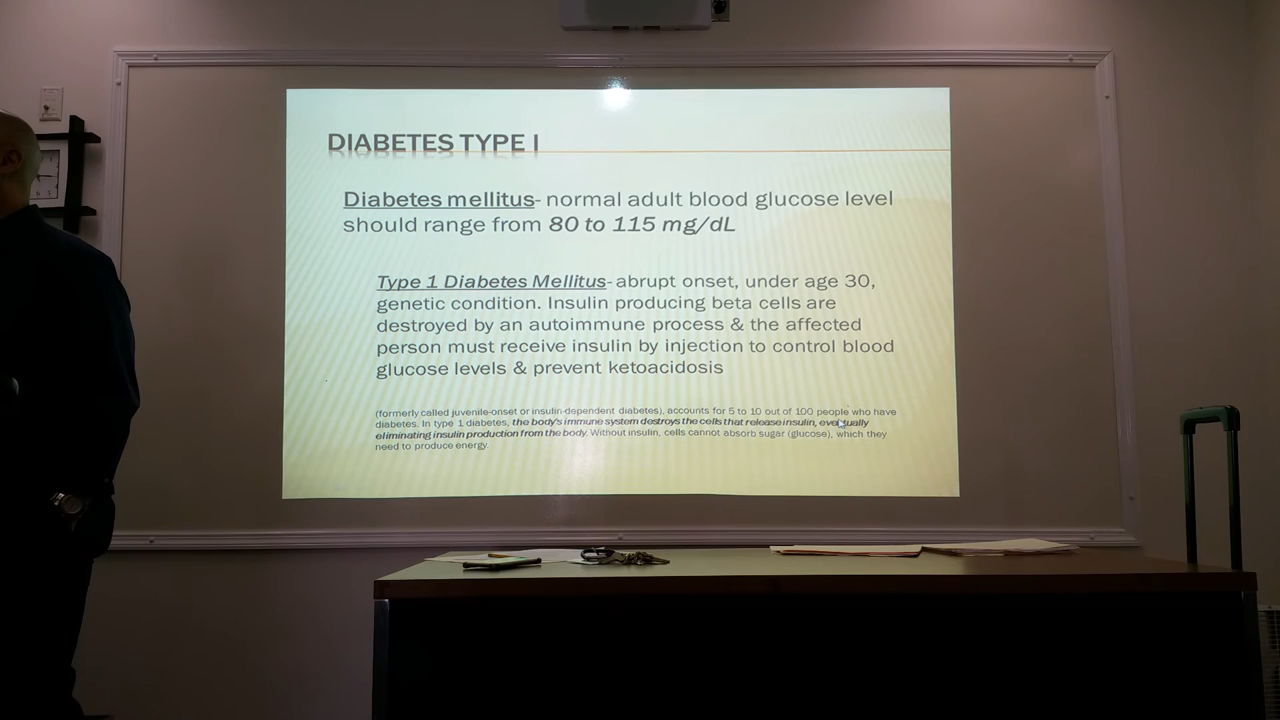 DIABETES TYPE I
Diabetes mellitus- normal adult blood glucose level
should range from 80 to 115 mg/dL
Type 1 Diabetes Mellitus- abrupt onset, under age 30,
genetic condition. Insulin producing beta cells are
destroyed by an autoimmune process & the affected
person must receive insulin by injection to control blood
glucose levels & prevent ketoacidosis
(formerly called juvenile-onset or insulin-dependent diabetes), accounts for 5 to 10 out of 100 people who have
diabetes. In type 1 diabetes, the body's immune system destroys the cells that release insulin, eventually
eliminating insulin production from the body. Without insulin, cells cannot absorb sugar (glucose), which they
need to produce energy.